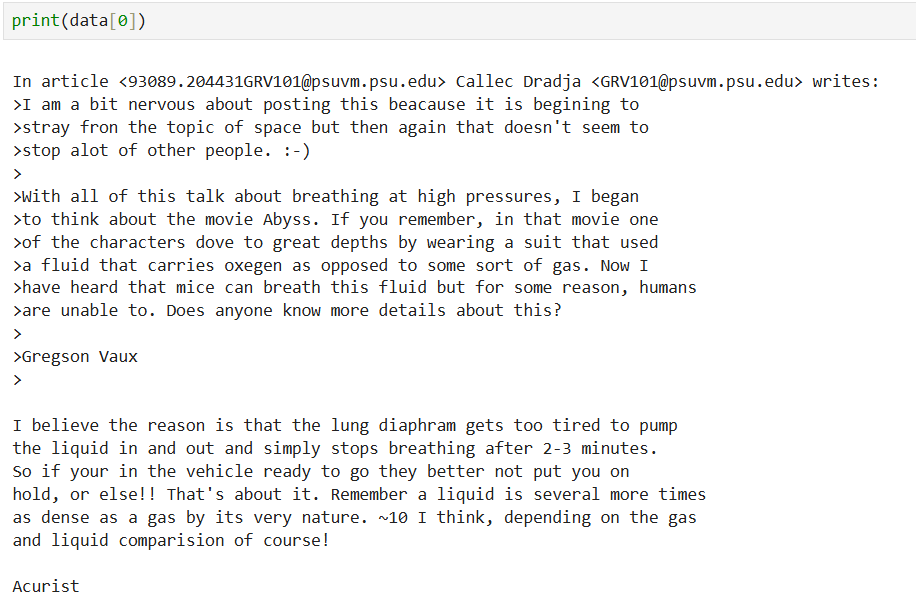 print(data[0])
In article <93089.204431GRV101@psuvm.psu.edu> Callec Dradja <GRV101@psuvm.psu.edu> writes:
>I am a bit nervous about posting this beacause it is begining to
>stray fron the topic of space but then again that doesn't seem to
>stop alot of other people. :-)
>
>With all of this talk about breathing at high pressures, I began
>to think about the movie Abyss. If you remember, in that movie one
>of the characters dove to great depths by wearing a suit that used
>a fluid that carries oxegen as opposed to some sort of gas. Now I
>have heard that mice can breath this fluid but for some reason, humans
>are unable to. Does anyone know more details about this?
>
>Gregson Vaux
>
I believe the reason is that the lung diaphram gets too tired to pump
the liquid in and out and simply stops breathing after 2-3 minutes.
So if your in the vehicle ready to go they better not put you on
hold, or else!! That's about it. Remember a liquid is several more times
as dense as a gas by its very nature. ~10 I think, depending on the gas
and liquid comparision of course!
Acurist